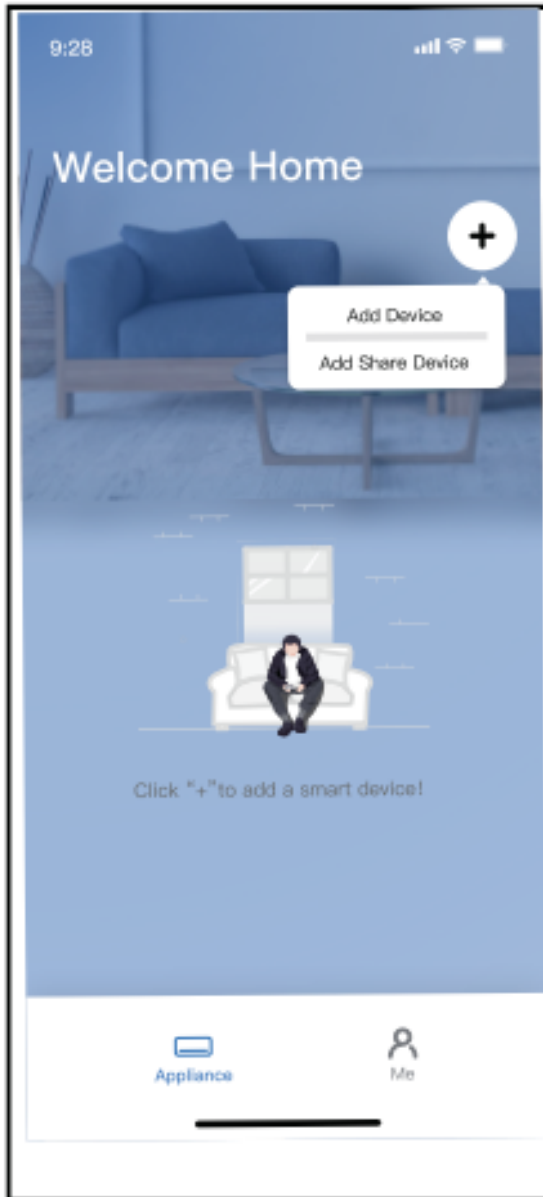 9:28
Welcome Home
+
Add Device
Add Share Device
Click "+"to add a smart device!
Appliance
Me